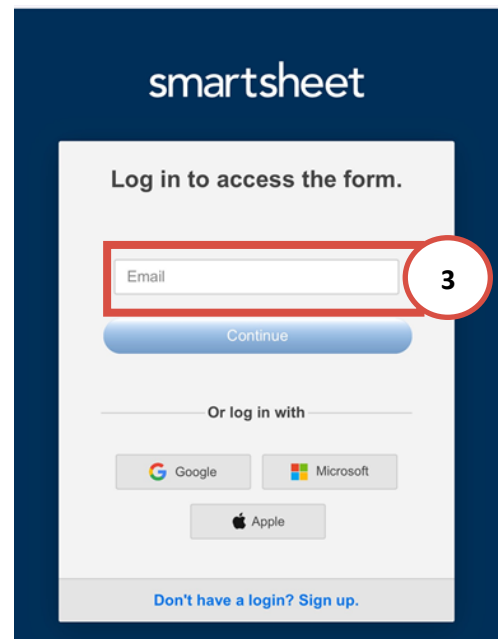 smartsheet
Log in to access the form.
Email
3
Continue
Or log in with
Google
Microsoft
Apple
Don't have a login? Sign up.